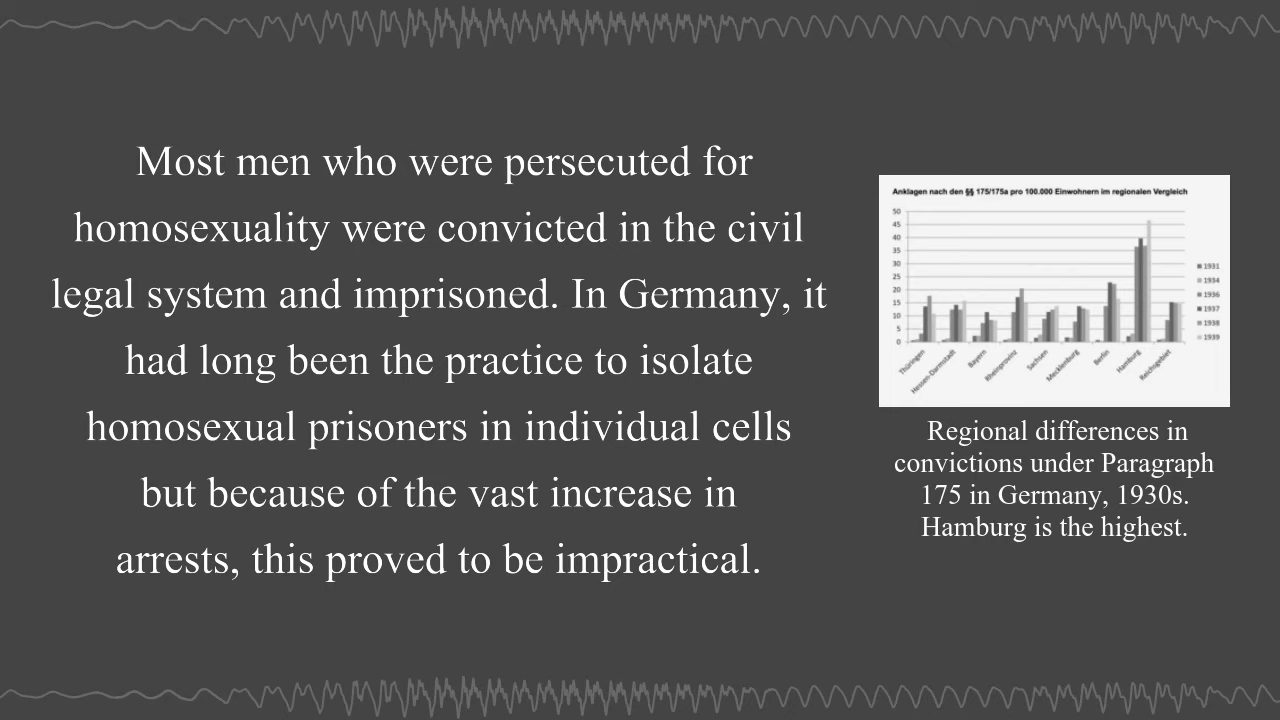 Most men who were persecuted for
homosexuality were convicted in the civil
legal system and imprisoned. In Germany, it
had long been the practice to isolate
homosexual prisoners in individual cells
but because of the vast increase in
arrests, this proved to be impractical.
Anklagen nach den §§ 175/175a pro 100.000 Einwohnern im regionalen Vergleich
50
45
40
35
30
25
20
15
10
5
0
Thüringen
Hessen-Darmstadt
Bayern
Rheinprovinz
Sachsen
Mecklenburg
Berlin
Hamburg
Reichsgebiet
1931
1934
1936
1937
1938
1939
Regional differences in
convictions under Paragraph
175 in Germany, 1930s.
Hamburg is the highest.